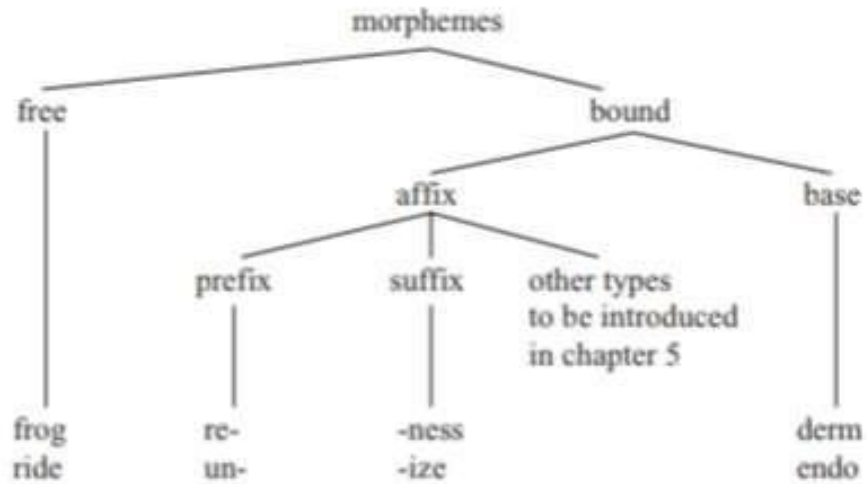 morphemes
free bound
affix base
prefix suffix other types
to be introduced
in chapter 5
frog re- -ness derm
ride un- -ize endo